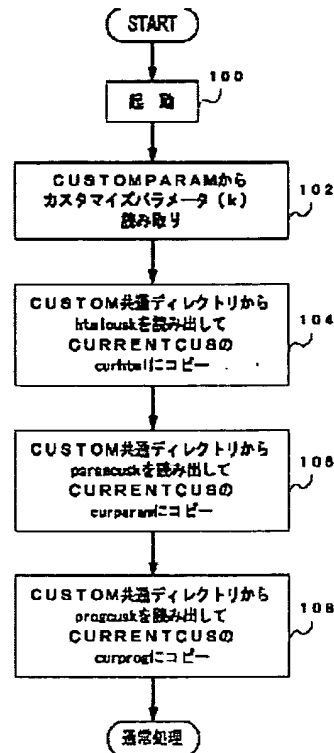 START
100
起動
102
CUSTOMPARAMから
カスタマイズパラメータ(k)
読み取り
104
CUSTOM共通ディレクトリから
htmlcuskを読み出して
CURRENTCUSの
curhtmlにコピー
106
CUSTOM共通ディレクトリから
paramcuskを読み出して
CURRENTCUSの
curparamにコピー
108
CUSTOM共通ディレクトリから
progcuskを読み出して
CURRENTCUSの
curprogにコピー
通常処理